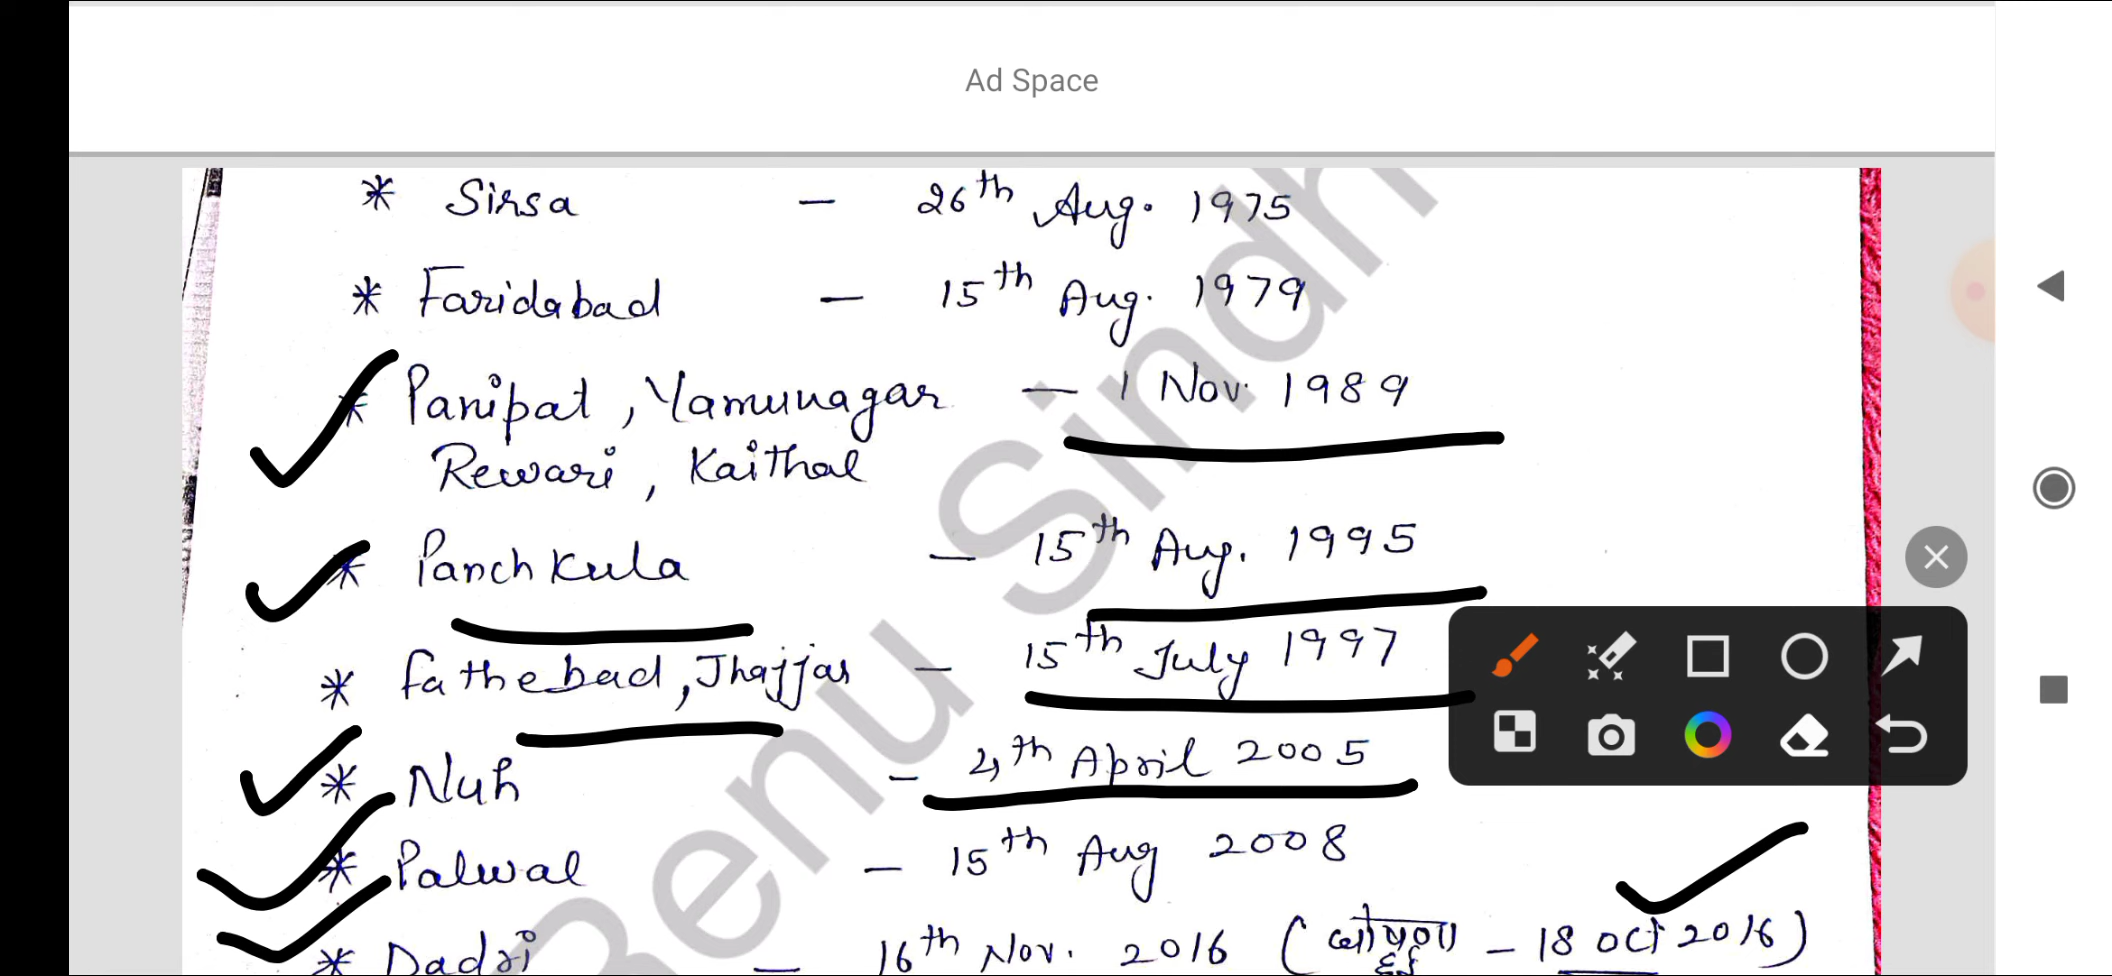 Ad Space
* Sirsa - 26th Aug. 1975
* Faridabad - 15th Aug. 1979
* Panipat, Yamunagar - 1 Nov. 1989
Rewari, Kaithal
* Panchkula - 15th Aug. 1995
* fathebad, Jhajjar - 15th July 1997
* Nuh - 4th April 2005
* Palwal - 15th Aug 2008
* Dadri - 16th Nov. 2016 (घोषणा हुई - 18 Oct 2016)
Renu Sindh